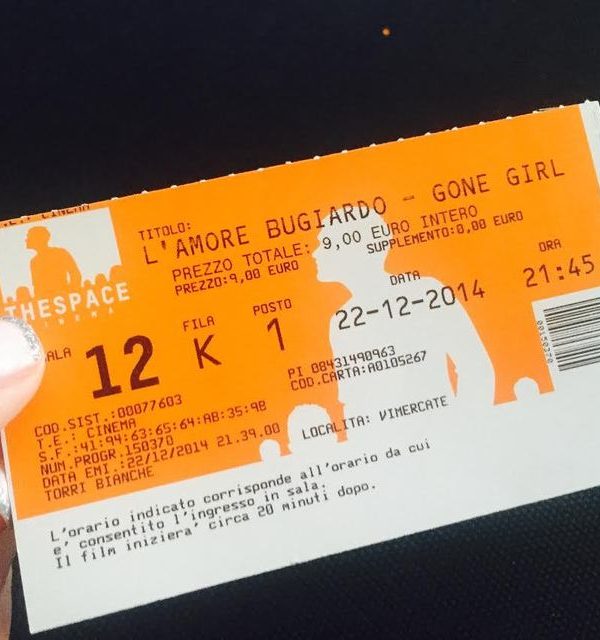 TITOLO:
L'AMORE BUGIARDO - GONE GIRL
PREZZO TOTALE: 9,00 EURO INTERO
PREZZO:9,00 EURO SUPPLEMENTO:0,00 EURO
THESPACE
CINEMA
FILA POSTO DATA ORA
12 K 1 22-12-2014 21:45
PI 08431490963
COD.CARTA:A0105267
COD.SIST.:00077603
T.E.: CINEMA
S.F.:41:94:63:65:64:AB:35:9B
NUM.PROGR.150370
DATA EMI.:22/12/2014 21.39.00
TORRI BIANCHE
LOCALITA: VIMERCATE
00150370
L'orario indicato corrisponde all'orario da cui
e' consentito l'ingresso in sala.
Il film iniziera' circa 20 minuti dopo.